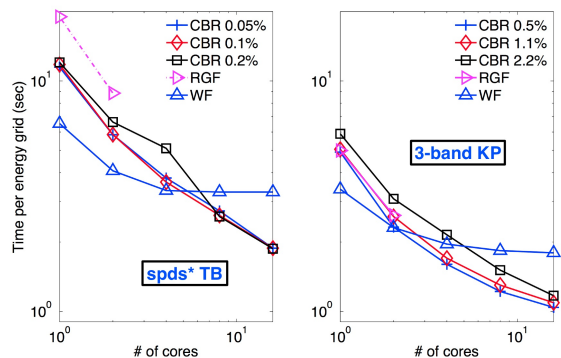 Time per energy grid (sec)
10¹
10⁰
CBR 0.05%
CBR 0.1%
CBR 0.2%
RGF
WF
spds* TB
10⁰
10¹
# of cores
10¹
10⁰
CBR 0.5%
CBR 1.1%
CBR 2.2%
RGF
WF
3-band KP
10⁰
10¹
# of cores